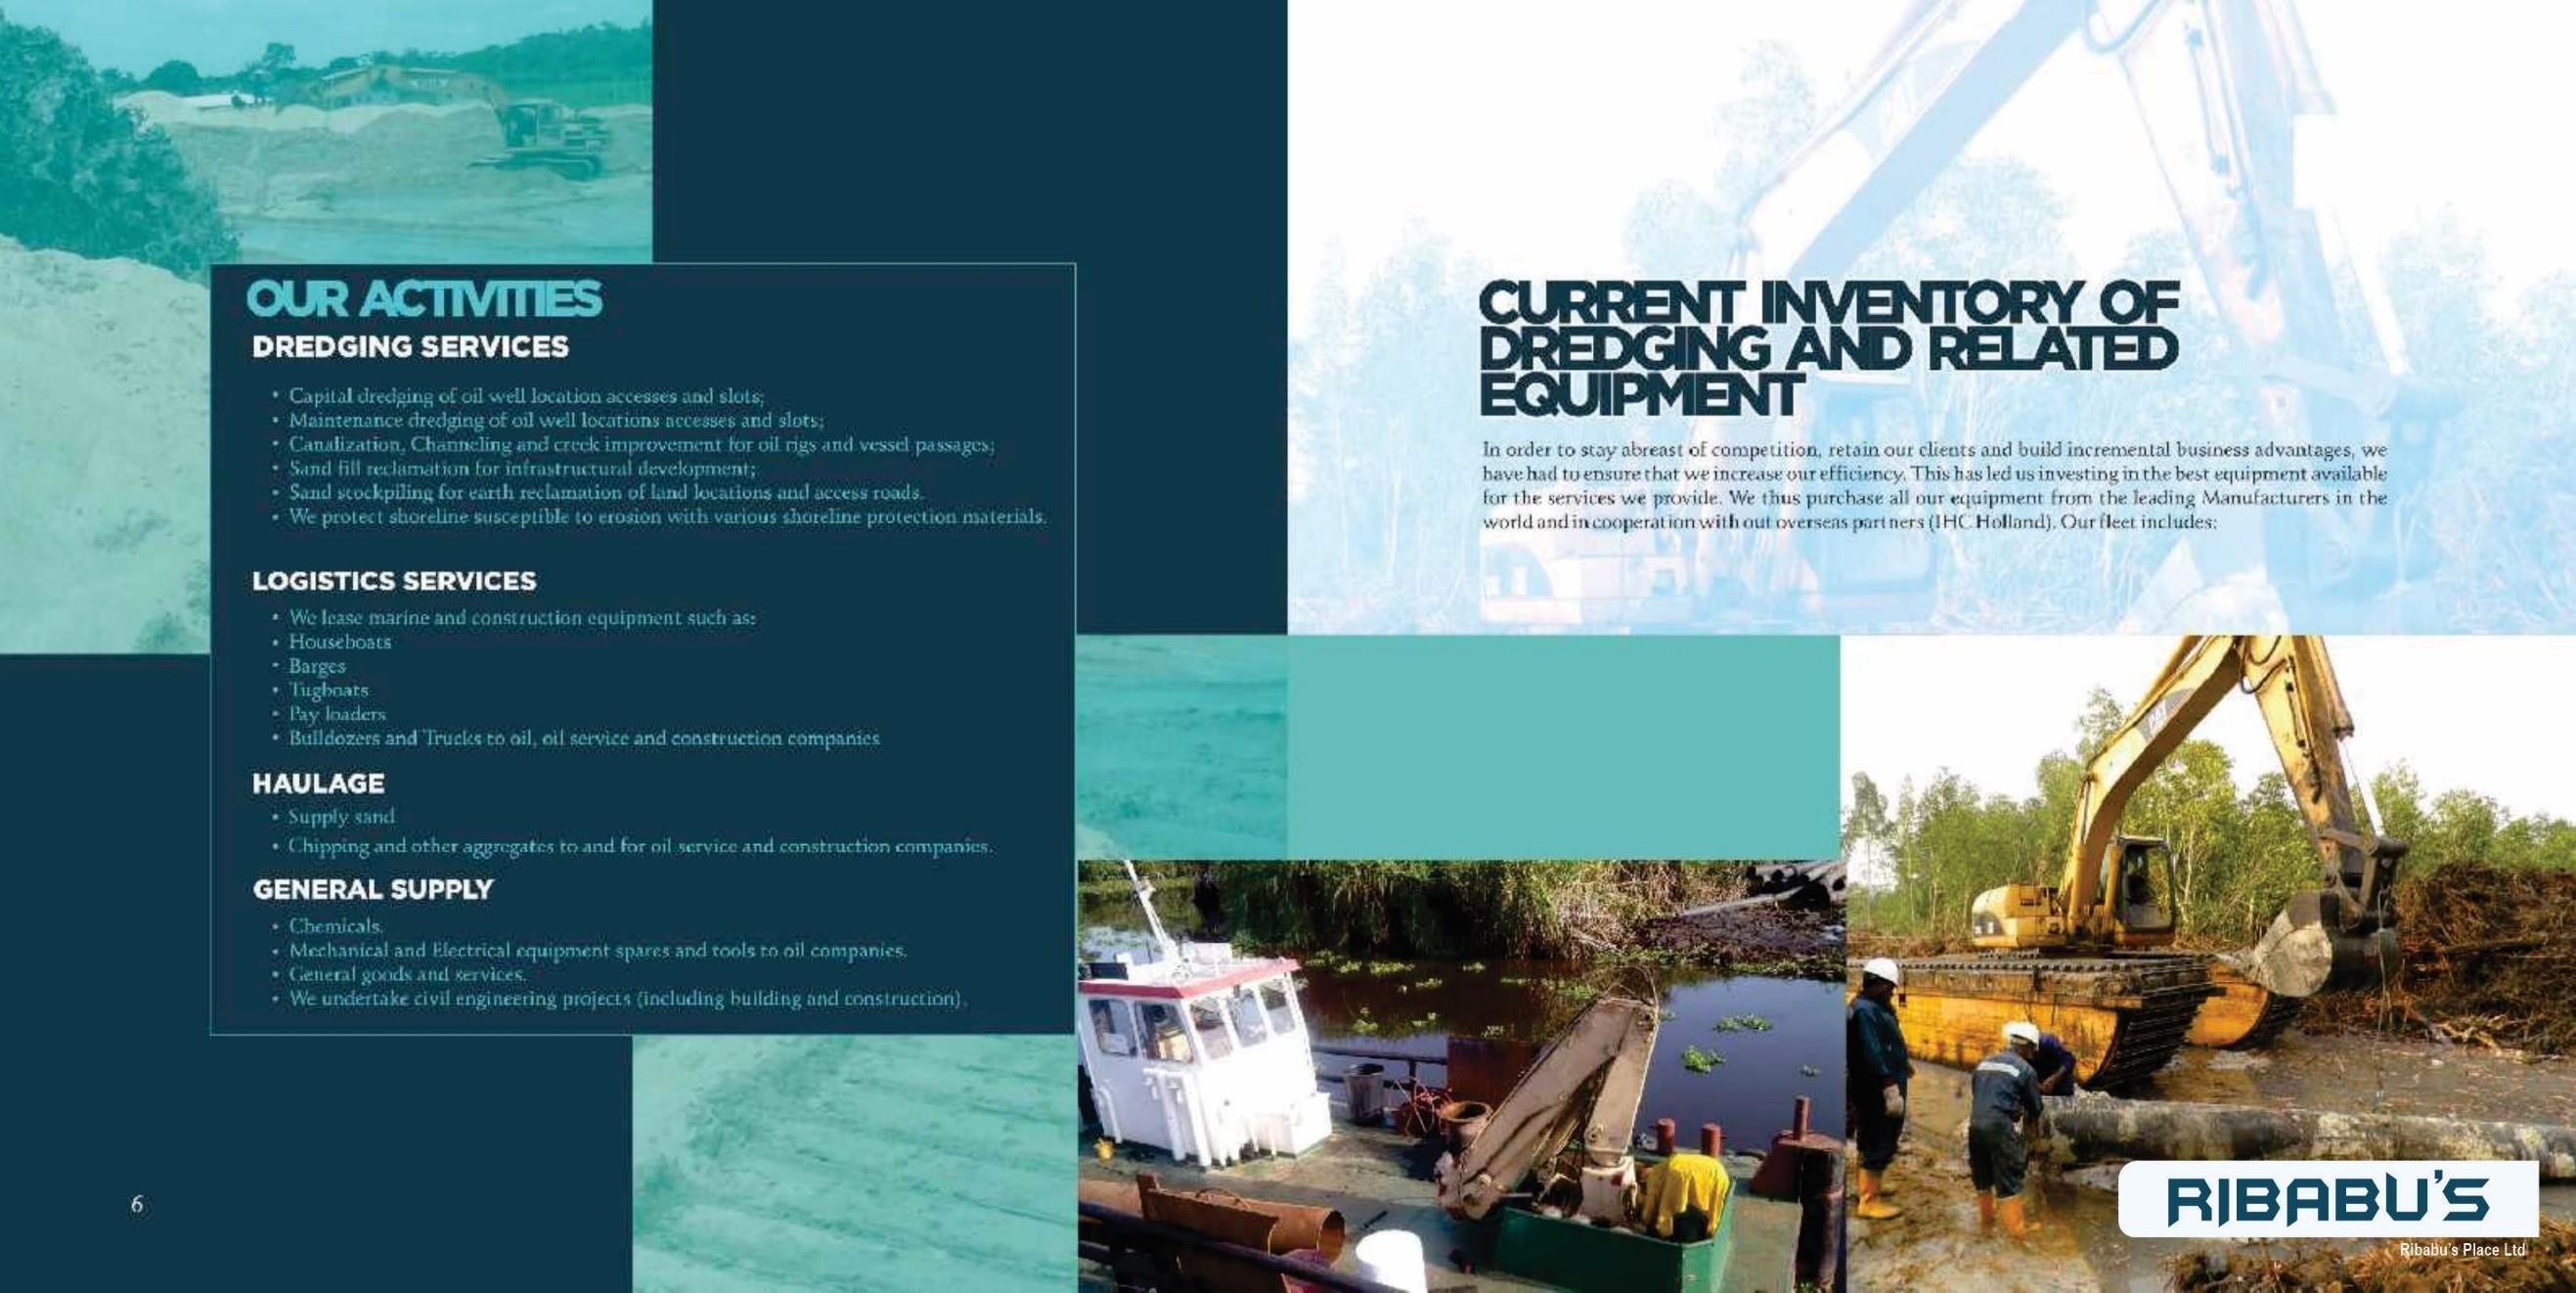 OUR ACTIVITIES
DREDGING SERVICES
• Capital dredging of oil well location accesses and slots;
• Maintenance dredging of oil well locations accesses and slots;
• Canalization, Channeling and creek improvement for oil rigs and vessel passages;
• Sand fill reclamation for infrastructural development;
• Sand stockpiling for earth reclamation of land locations and access roads.
• We protect shoreline susceptible to erosion with various shoreline protection materials.
LOGISTICS SERVICES
• We lease marine and construction equipment such as:
• Houseboats
• Barges
• Tugboats
• Pay loaders
• Bulldozers and Trucks to oil, oil service and construction companies
HAULAGE
• Supply sand
• Chipping and other aggregates to and for oil service and construction companies.
GENERAL SUPPLY
• Chemicals.
• Mechanical and Electrical equipment spares and tools to oil companies.
• General goods and services.
• We undertake civil engineering projects (including building and construction).
6
CURRENT INVENTORY OF
DREDGING AND RELATED
EQUIPMENT
In order to stay abreast of competition, retain our clients and build incremental business advantages, we
have had to ensure that we increase our efficiency. This has led us investing in the best equipment available
for the services we provide. We thus purchase all our equipment from the leading Manufacturers in the
world and in cooperation with out overseas partners (IHC Holland). Our fleet includes:
RIBABU'S
Ribabu's Place Ltd